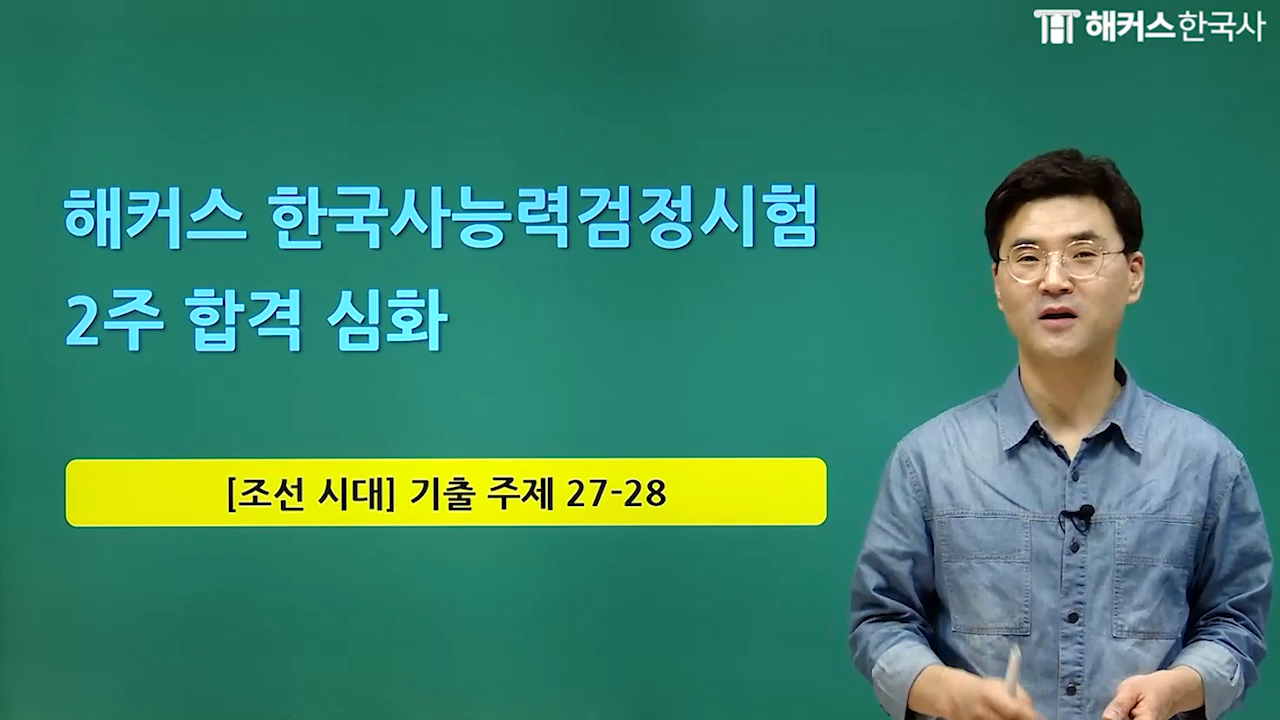 해커스한국사
해커스 한국사능력검정시험
2주 합격 심화
[조선 시대] 기출 주제 27-28